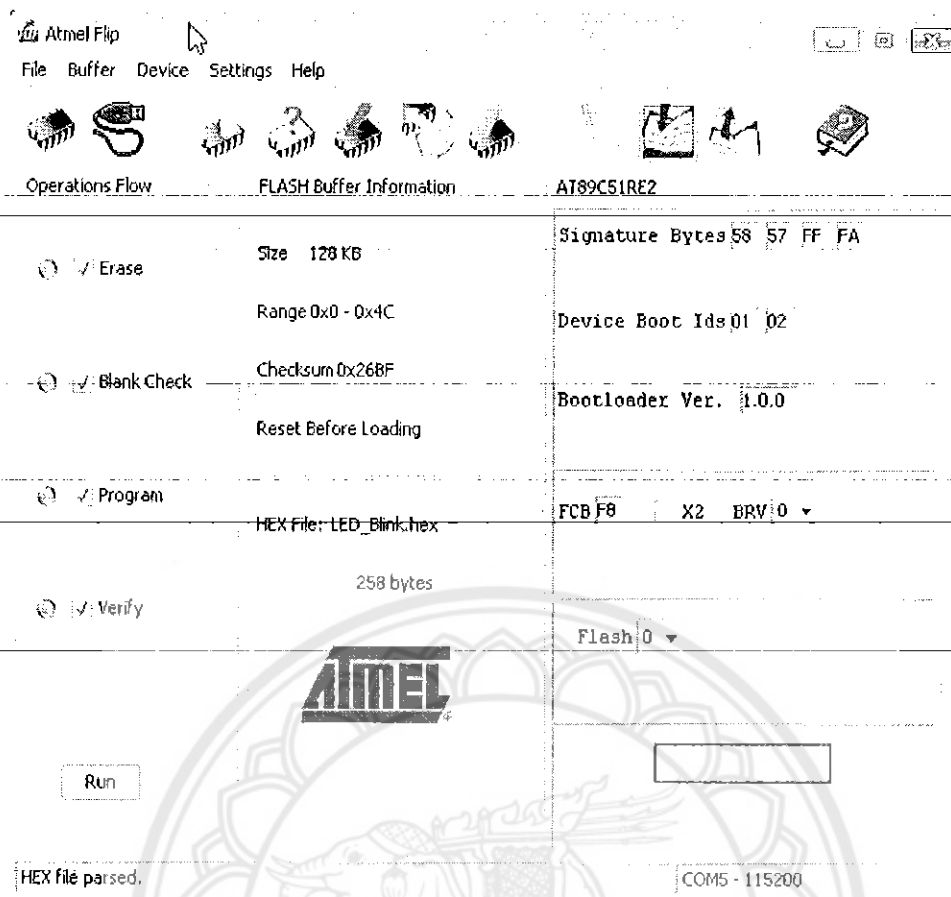 Atmel Flip
File Buffer Device Settings Help
Operations Flow
FLASH Buffer Information
AT89C51RE2
Erase
Blank Check
Program
Verify
Run
Size 128 KB
Range 0x0 - 0x4C
Checksum 0x26BF
Reset Before Loading
HEX File: LED_Blink.hex
258 bytes
ATMEL
Signature Bytes 58 57 FF FA
Device Boot Ids 01 02
Bootloader Ver. 1.0.0
FCB F8 X2 BRV 0
Flash 0
HEX file parsed.
COM5 - 115200